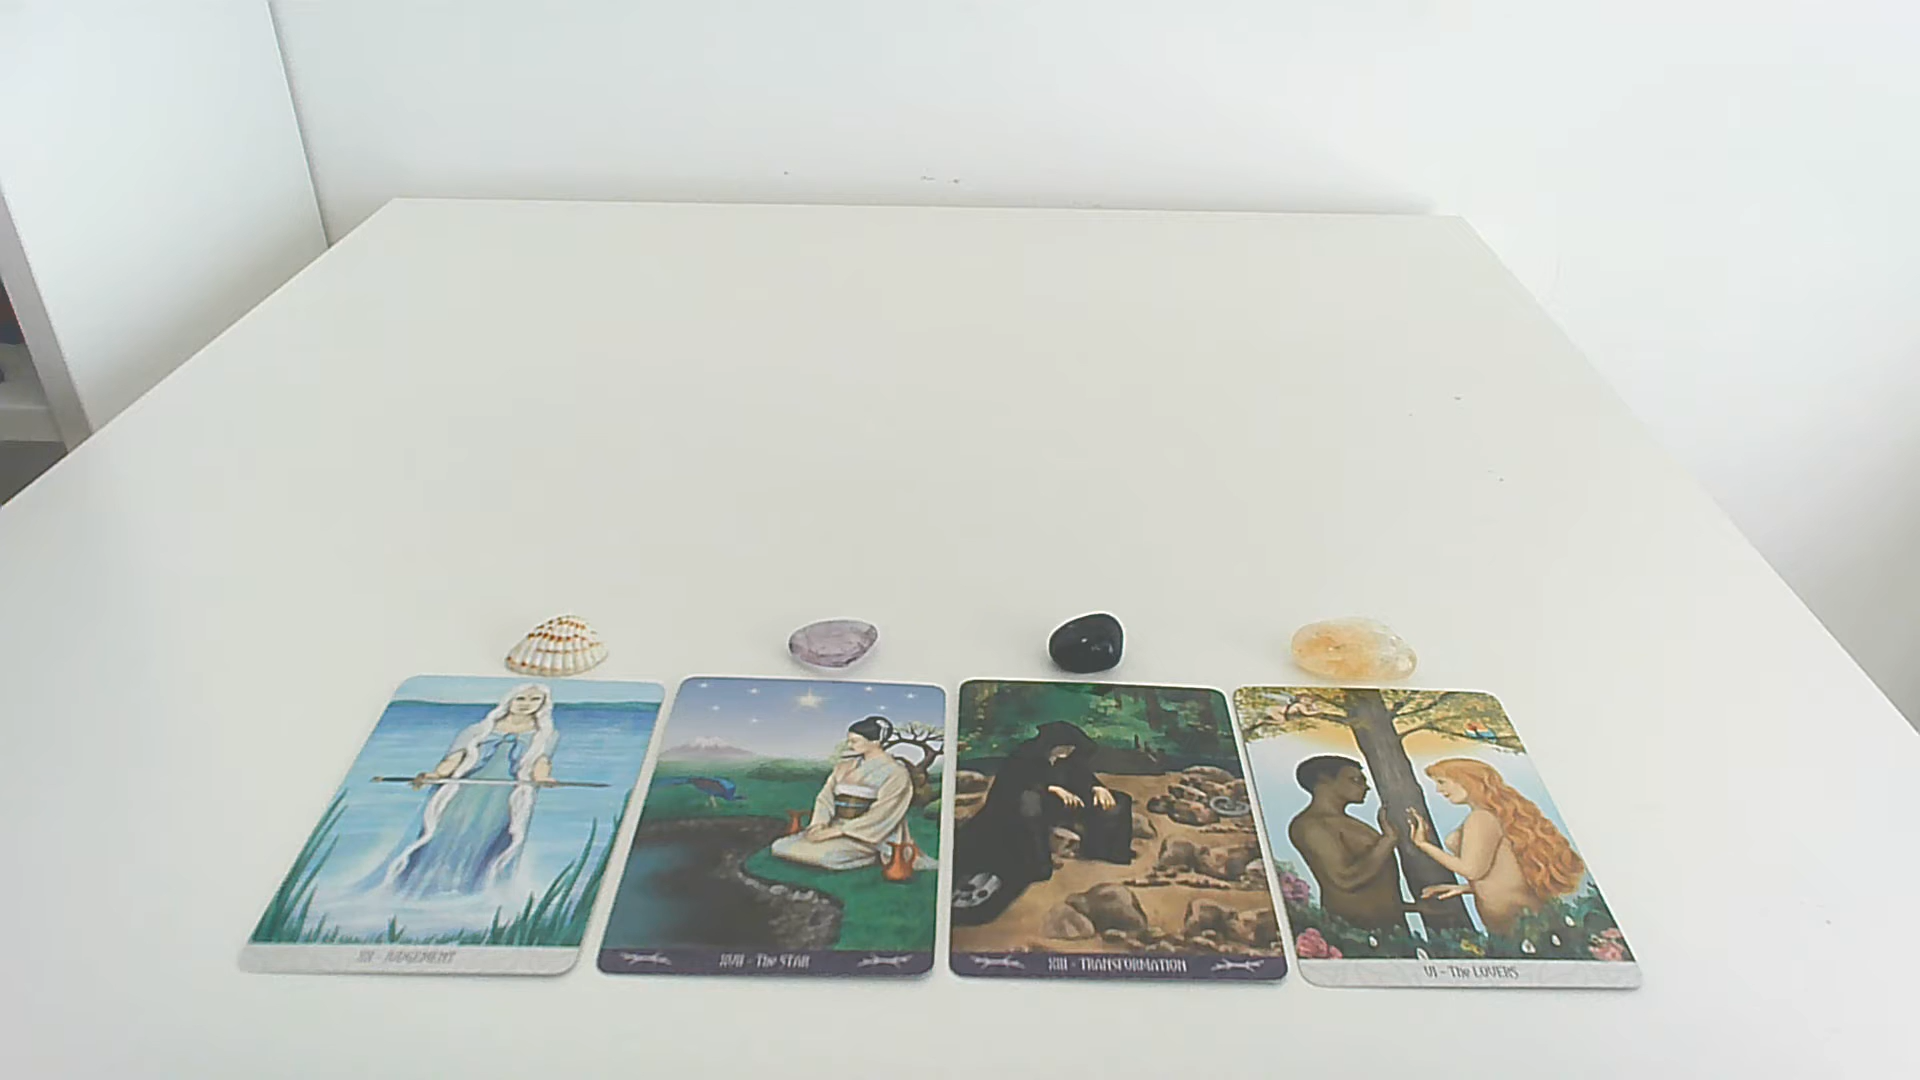 XX - JUDGEMENT
XVII - The STAR
XIII - TRANSFORMATION
VI - The LOVERS